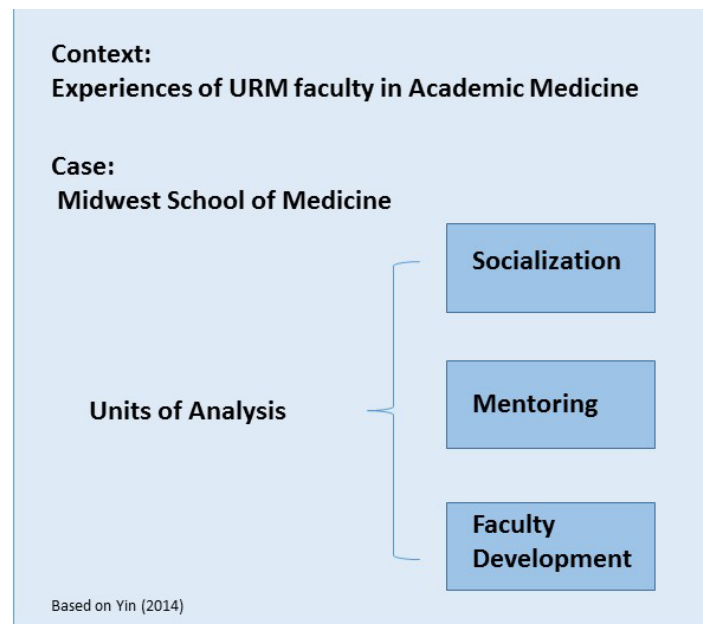 Context:
Experiences of URM faculty in Academic Medicine
Case:
Midwest School of Medicine
Socialization
Units of Analysis
Mentoring
Faculty
Development
Based on Yin (2014)